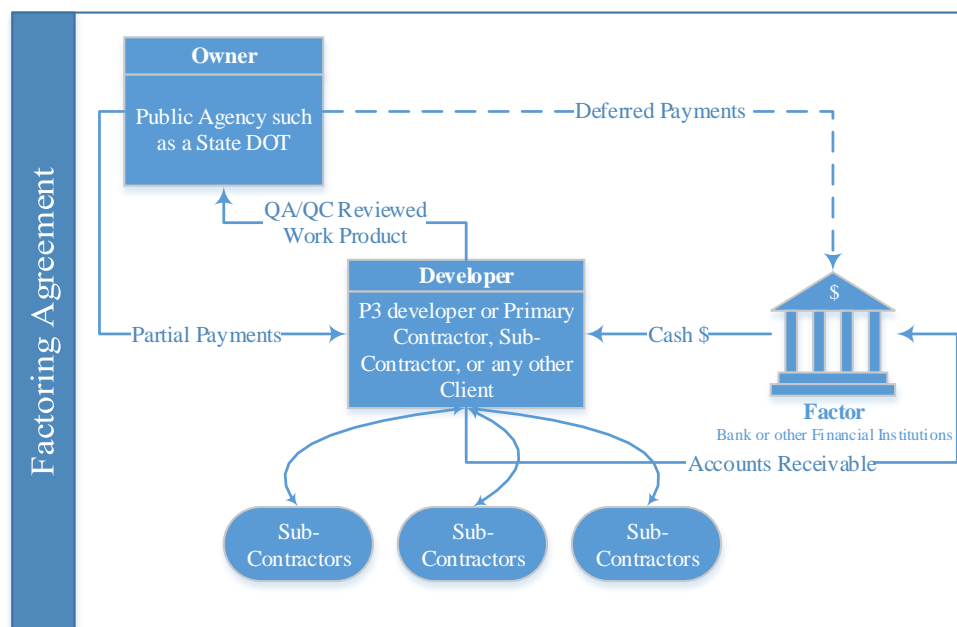 Factoring Agreement
Owner
Public Agency such
as a State DOT
Deferred Payments
QA/QC Reviewed
Work Product
Developer
P3 developer or Primary
Contractor, Sub-
Contractor, or any other
Client
Partial Payments
Cash $
$
Factor
Bank or other Financial Institutions
Accounts Receivable
Sub-
Contractors
Sub-
Contractors
Sub-
Contractors